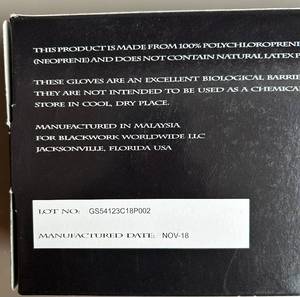 THIS PRODUCT IS MADE FROM 100% POLYCHLOROPRENE
(NEOPRENE) AND DOES NOT CONTAIN NATURAL LATEX
THESE GLOVES ARE AN EXCELLENT BIOLOGICAL
THEY ARE NOT INTENDED TO BE USED AS A
STORE IN COOL, DRY PLACE.
MANUFACTURED IN MALAYSIA
FOR BLACKWORK WORLDWIDE LLC
JACKSONVILLE, FLORIDA USA
LOT NO: GS54123C18P002
MANUFACTURED DATE: NOV-18